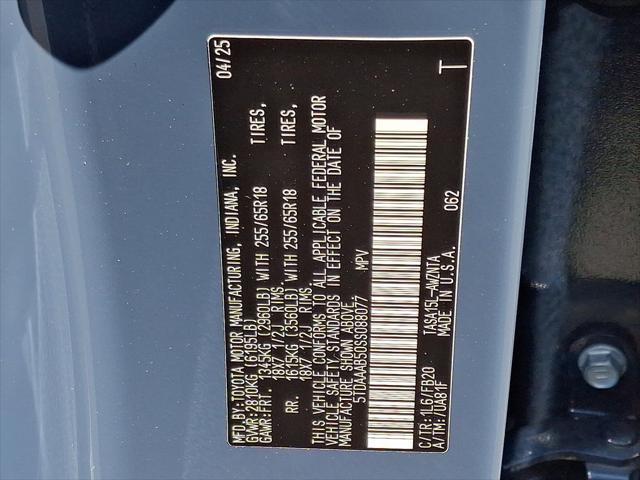 MFD.BY:TOYOTA MOTOR MANUFACTURING, INDIANA, INC. 04/25
GVWR:2810KG (6195LB)
GAWR:FRT. 1345KG (2960LB) WITH 255/65R18 TIRES,
18X7 1/2J RIMS
RR. 1615KG (3560LB) WITH 255/65R18 TIRES,
18X7 1/2J RIMS
THIS VEHICLE CONFORMS TO ALL APPLICABLE FEDERAL MOTOR
VEHICLE SAFETY STANDARDS IN EFFECT ON THE DATE OF
MANUFACTURE SHOWN ABOVE.
5TDAAAB50SS088077 MPV
C/TR:1L6/FB20 TASA15L-AWZNTA 062
A/TM:/UA81F MADE IN U.S.A. T